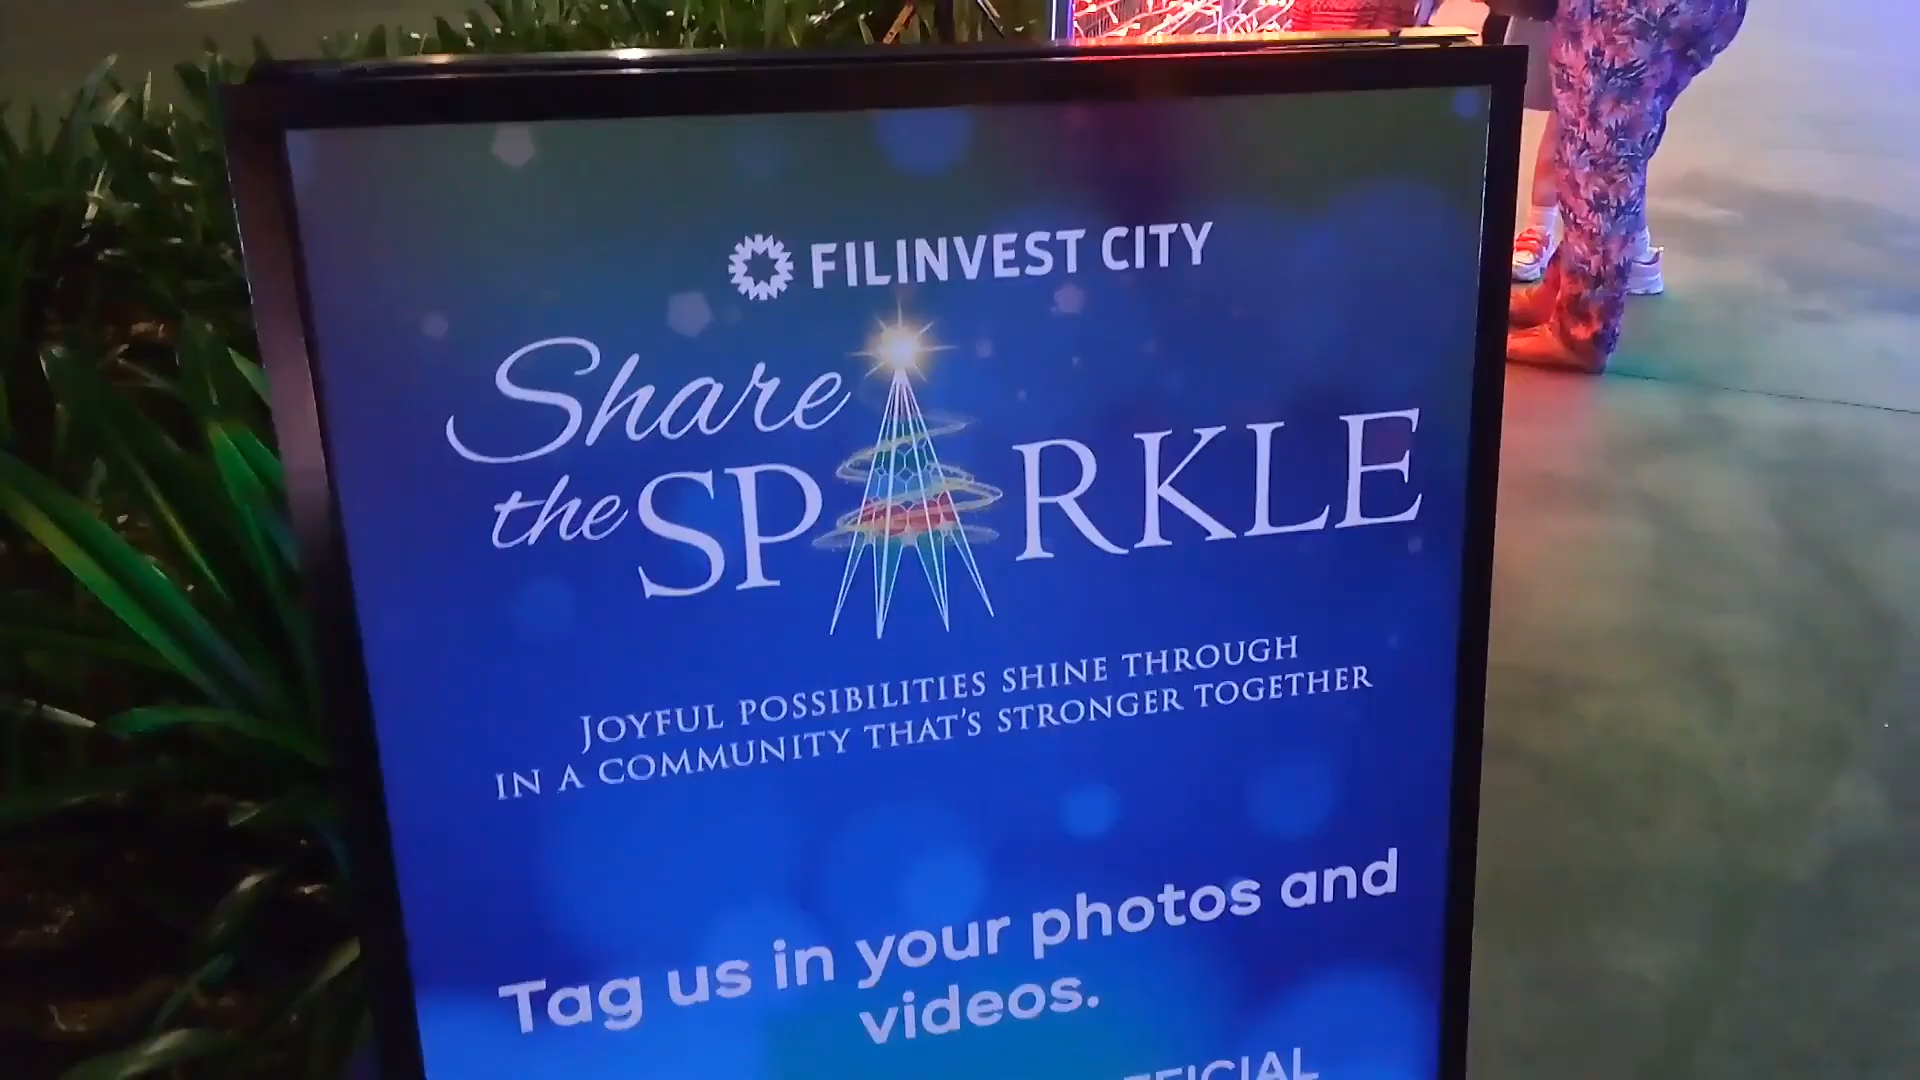 FILINVEST CITY
Share
the SPARKLE
JOYFUL POSSIBILITIES SHINE THROUGH
IN A COMMUNITY THAT'S STRONGER TOGETHER
Tag us in your photos and
videos.